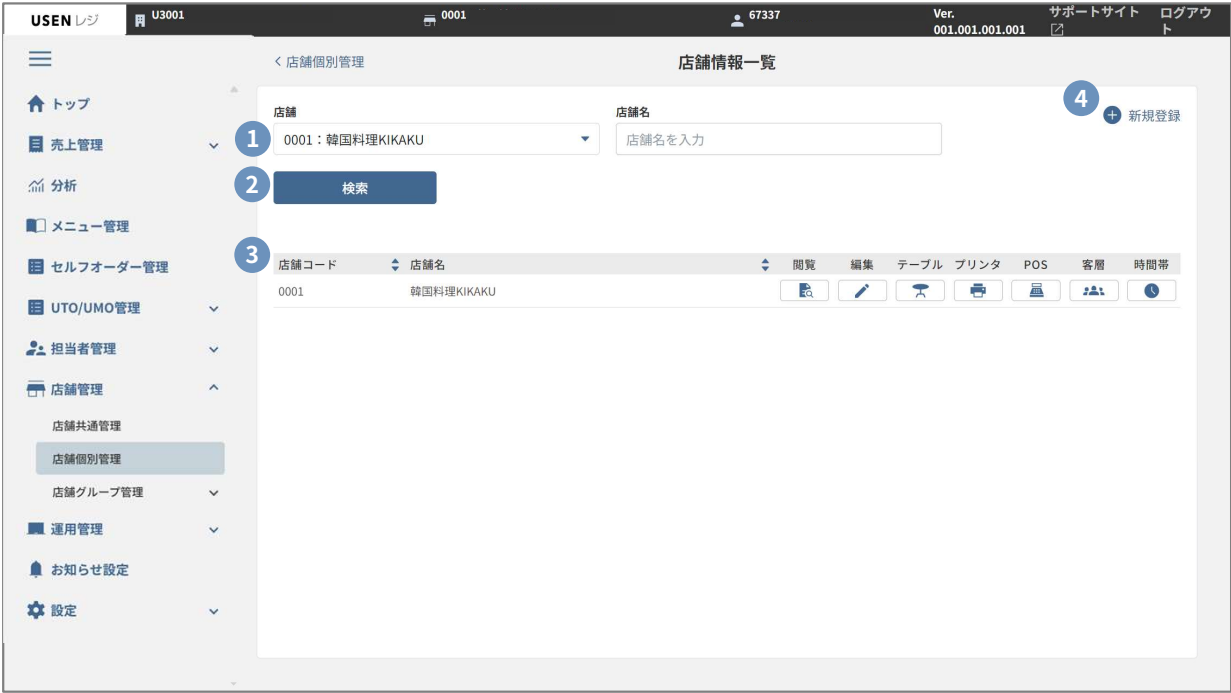 USEN レジ
U3001
0001
67337
Ver.
001.001.001.001
サポートサイト
ログアウ
ト
トップ
売上管理
分析
メニュー管理
セルフオーダー管理
UTO/UMO管理
担当者管理
店舗管理
店舗共通管理
店舗個別管理
店舗グループ管理
運用管理
お知らせ設定
設定
< 店舗個別管理
店舗情報一覧
4
新規登録
店舗
店舗名
1
0001：韓国料理KIKAKU
店舗名を入力
2
検索
3
店舗コード 店舗名 閲覧 編集 テーブル プリンタ POS 客層 時間帯
0001 韓国料理KIKAKU